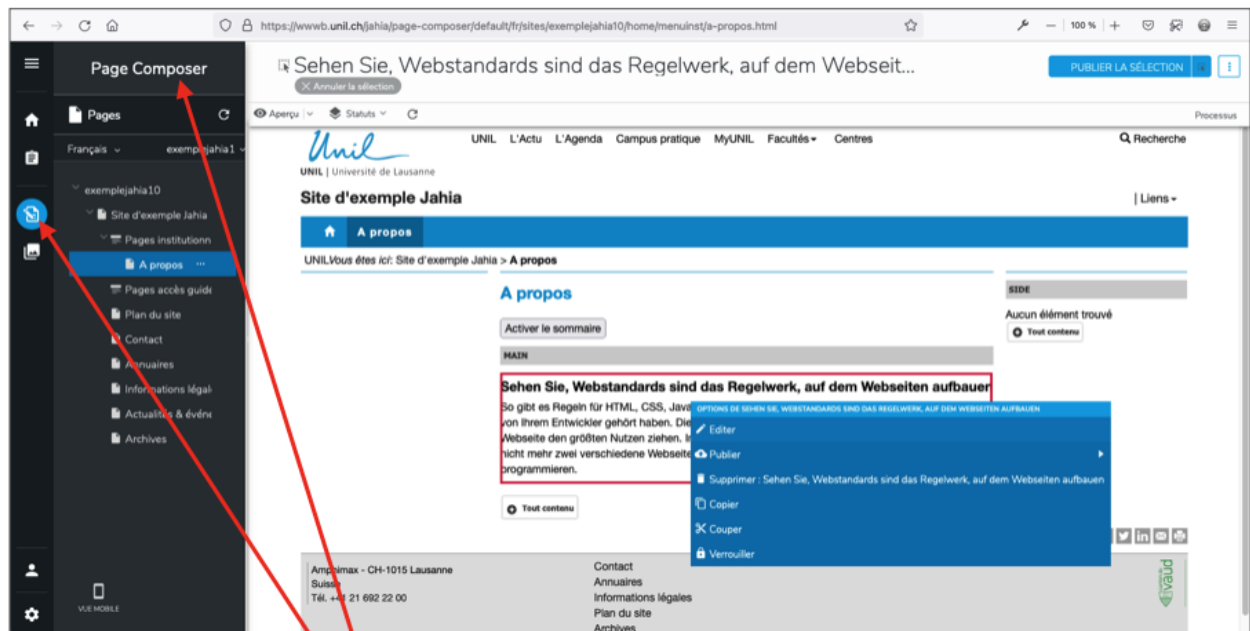 https://wwwb.unil.ch/jahia/page-composer/default/fr/sites/exemplejahia10/home/menuinst/a-propos.html
100 %
Page Composer
Sehen Sie, Webstandards sind das Regelwerk, auf dem Webseit...
Annuler la sélection
PUBLIER LA SÉLECTION
Pages
Aperçu
Statuts
Processus
Français
exemplejahia1
exemplejahia10
Site d'exemple Jahia
Pages institutionn
A propos
Pages accès guidé
Plan du site
Contact
Annuaires
Informations légal
Actualités & événe
Archives
VUE MOBILE
Unil
UNIL | Université de Lausanne
UNIL L'Actu L'Agenda Campus pratique MyUNIL Facultés Centres
Recherche
Site d'exemple Jahia
| Liens
A propos
UNILVous êtes ici: Site d'exemple Jahia > A propos
A propos
Activer le sommaire
MAIN
Sehen Sie, Webstandards sind das Regelwerk, auf dem Webseiten aufbauen
So gibt es Regeln für HTML, CSS, Java
von Ihrem Entwickler gehört haben. Die
Webseite den größten Nutzen ziehen. I
nicht mehr zwei verschiedene Webseite
programmieren.
Tout contenu
SIDE
Aucun élément trouvé
Tout contenu
OPTIONS DE SEHEN SIE, WEBSTANDARDS SIND DAS REGELWERK, AUF DEM WEBSEITEN AUFBAUEN
Editer
Publier
Supprimer : Sehen Sie, Webstandards sind das Regelwerk, auf dem Webseiten aufbauen
Copier
Couper
Verrouiller
Amphimax - CH-1015 Lausanne
Suisse
Tél. +41 21 692 22 00
Contact
Annuaires
Informations légales
Plan du site
Archives
vaud